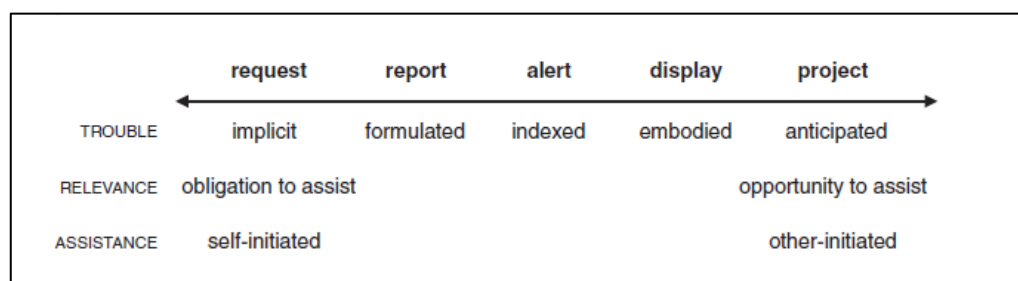 request report alert display project
TROUBLE implicit formulated indexed embodied anticipated
RELEVANCE obligation to assist opportunity to assist
ASSISTANCE self-initiated other-initiated